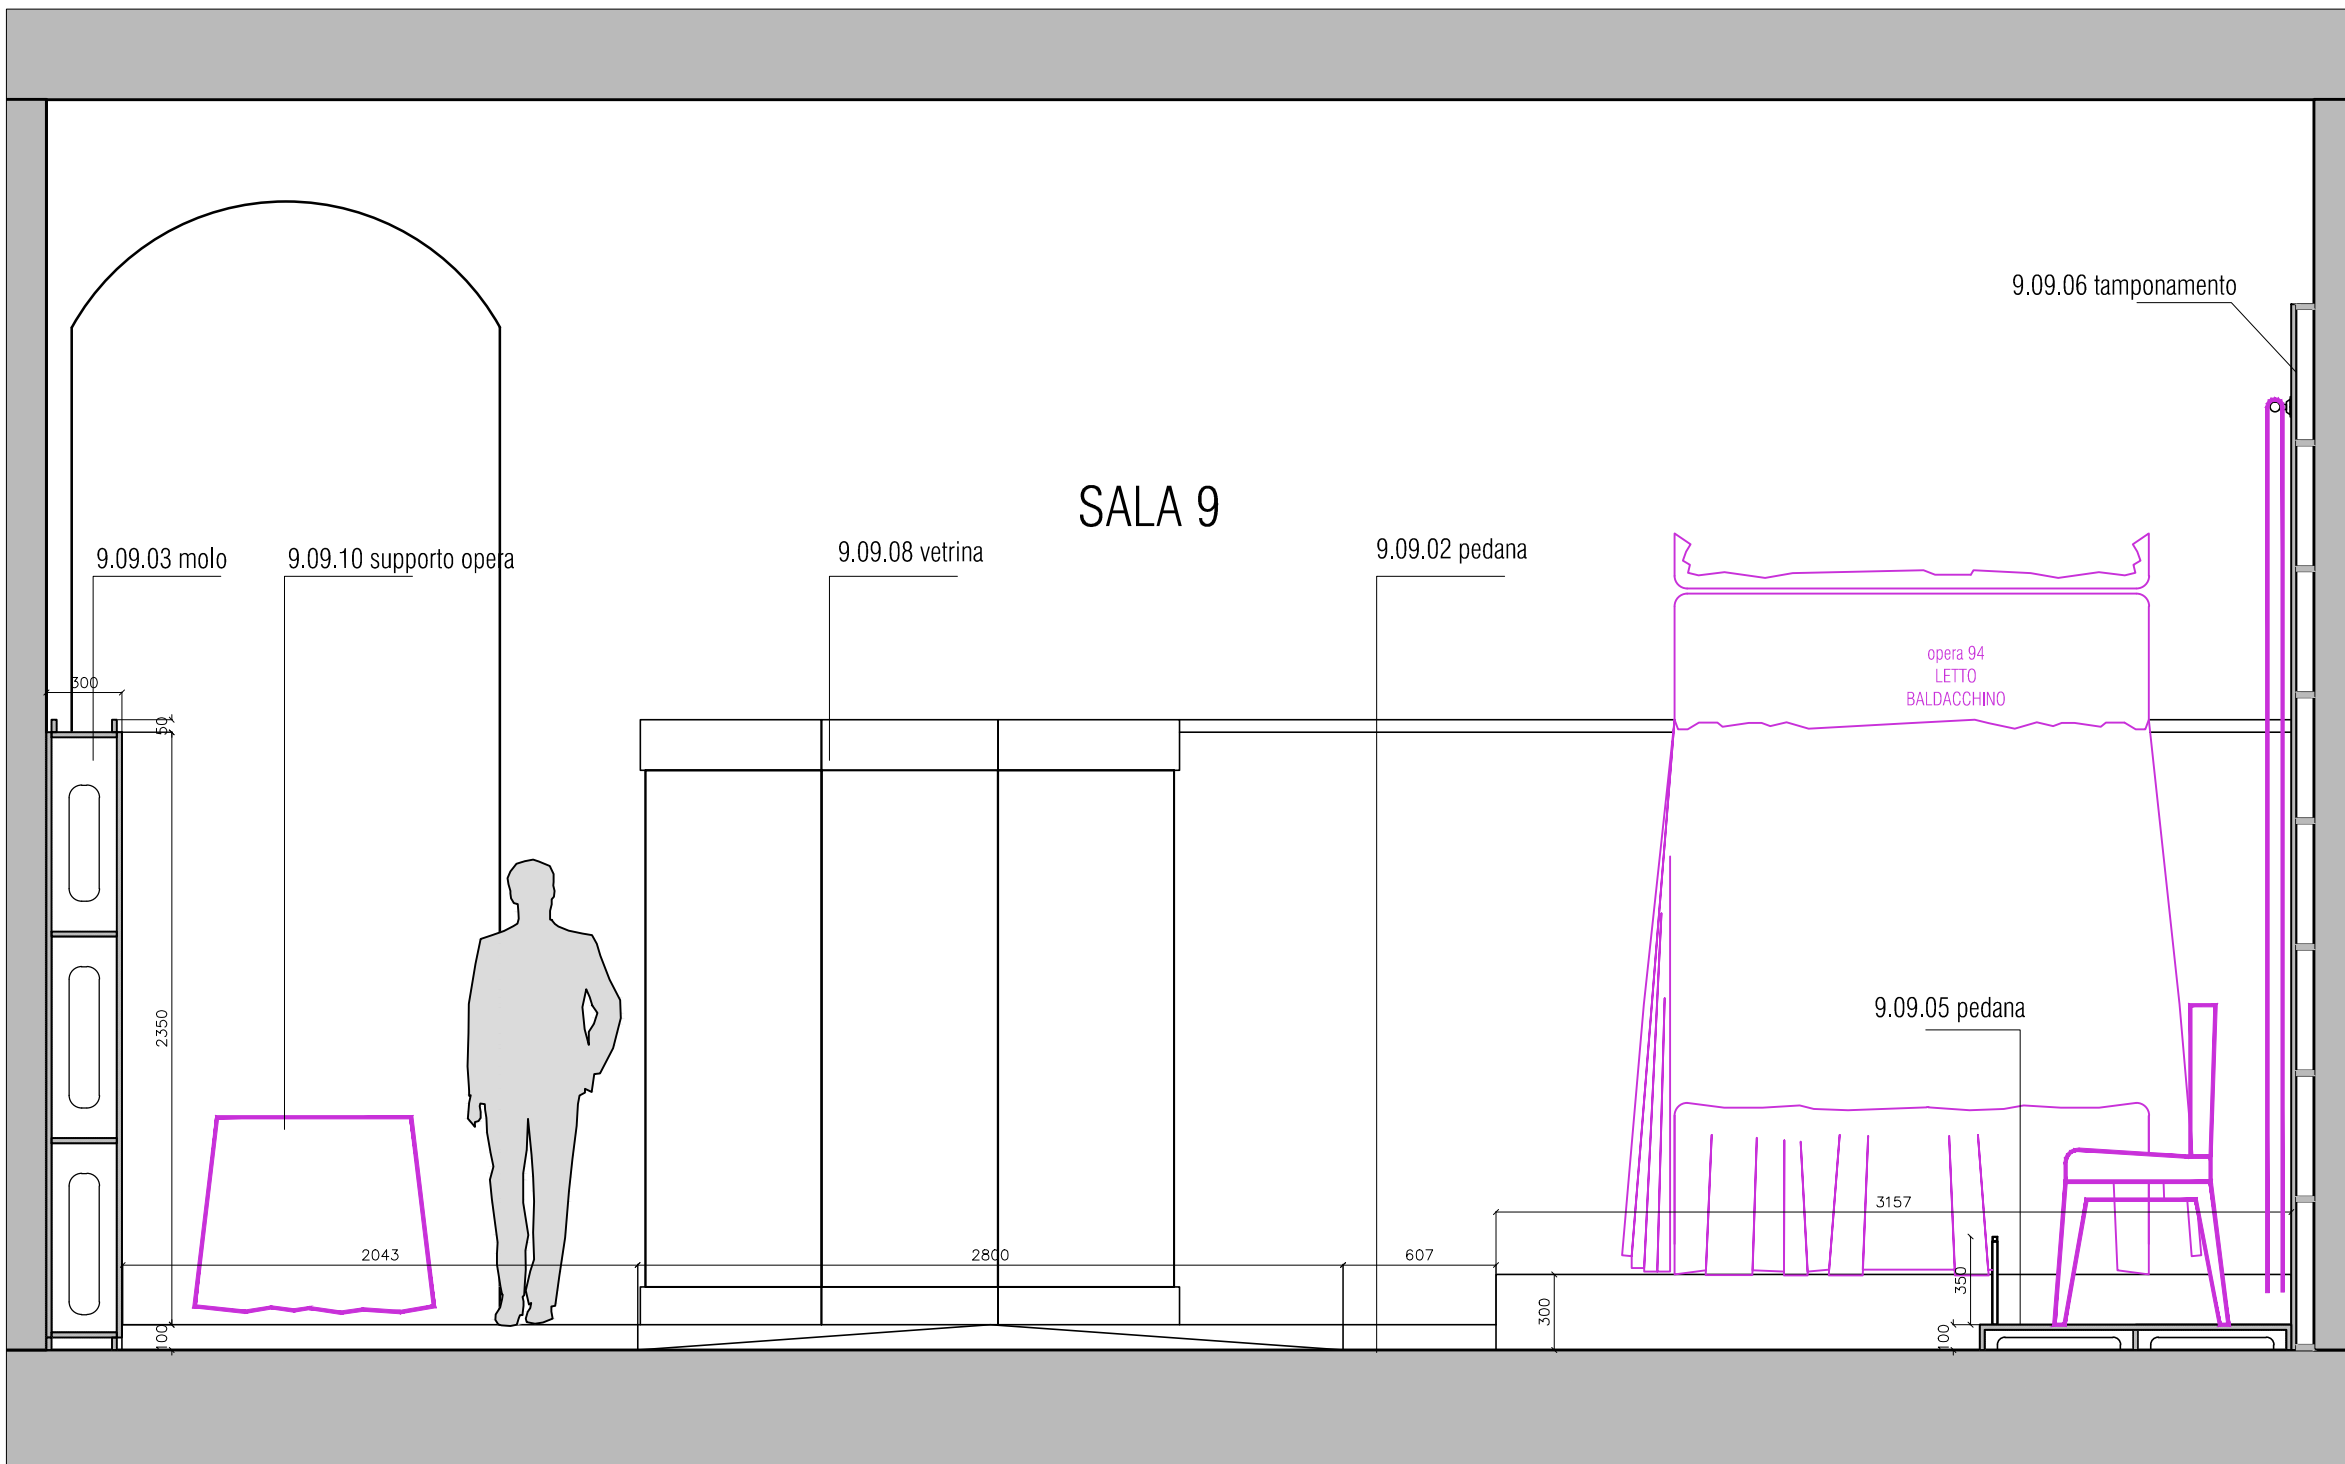 9.09.06 tamponamento
SALA 9
9.09.03 molo
9.09.10 supporto opera
9.09.08 vetrina
9.09.02 pedana
opera 94
LETTO
BALDACCHINO
300
50
2350
9.09.05 pedana
3157
2043
2800
607
350
300
100
100